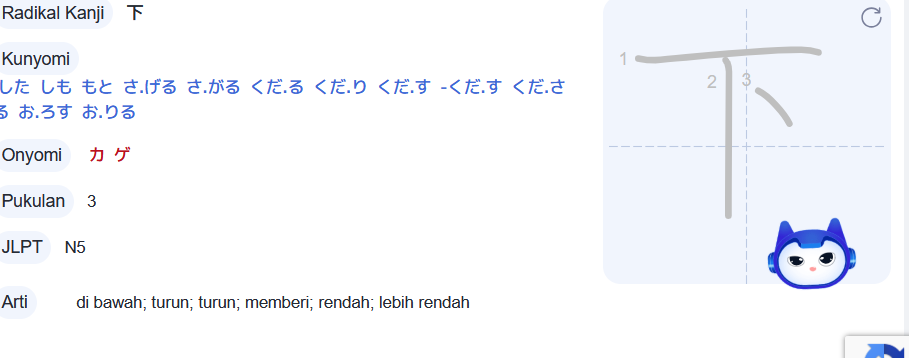 Radikal Kanji 下
Kunyomi
した しも もと さ.げる さ.がる くだ.る くだ.り くだ.す -くだ.す くだ.さ
る お.ろす お.りる
Onyomi カ ゲ
Pukulan 3
JLPT N5
Arti di bawah; turun; turun; memberi; rendah; lebih rendah
1
2
3